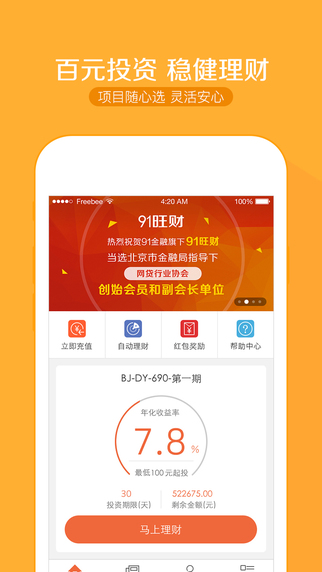 百元投资 稳健理财
项目随心选 灵活安心
Freebee 4:20 AM 100%
91旺财
热烈祝贺91金融旗下91旺财
当选北京市金融局指导下
网贷行业协会
创始会员和副会长单位
立即充值 自动理财 红包奖励 帮助中心
BJ-DY-690-第一期
年化收益率
7.8%
最低100元起投
30 522675.00
投资期限(天) 剩余金额(元)
马上理财